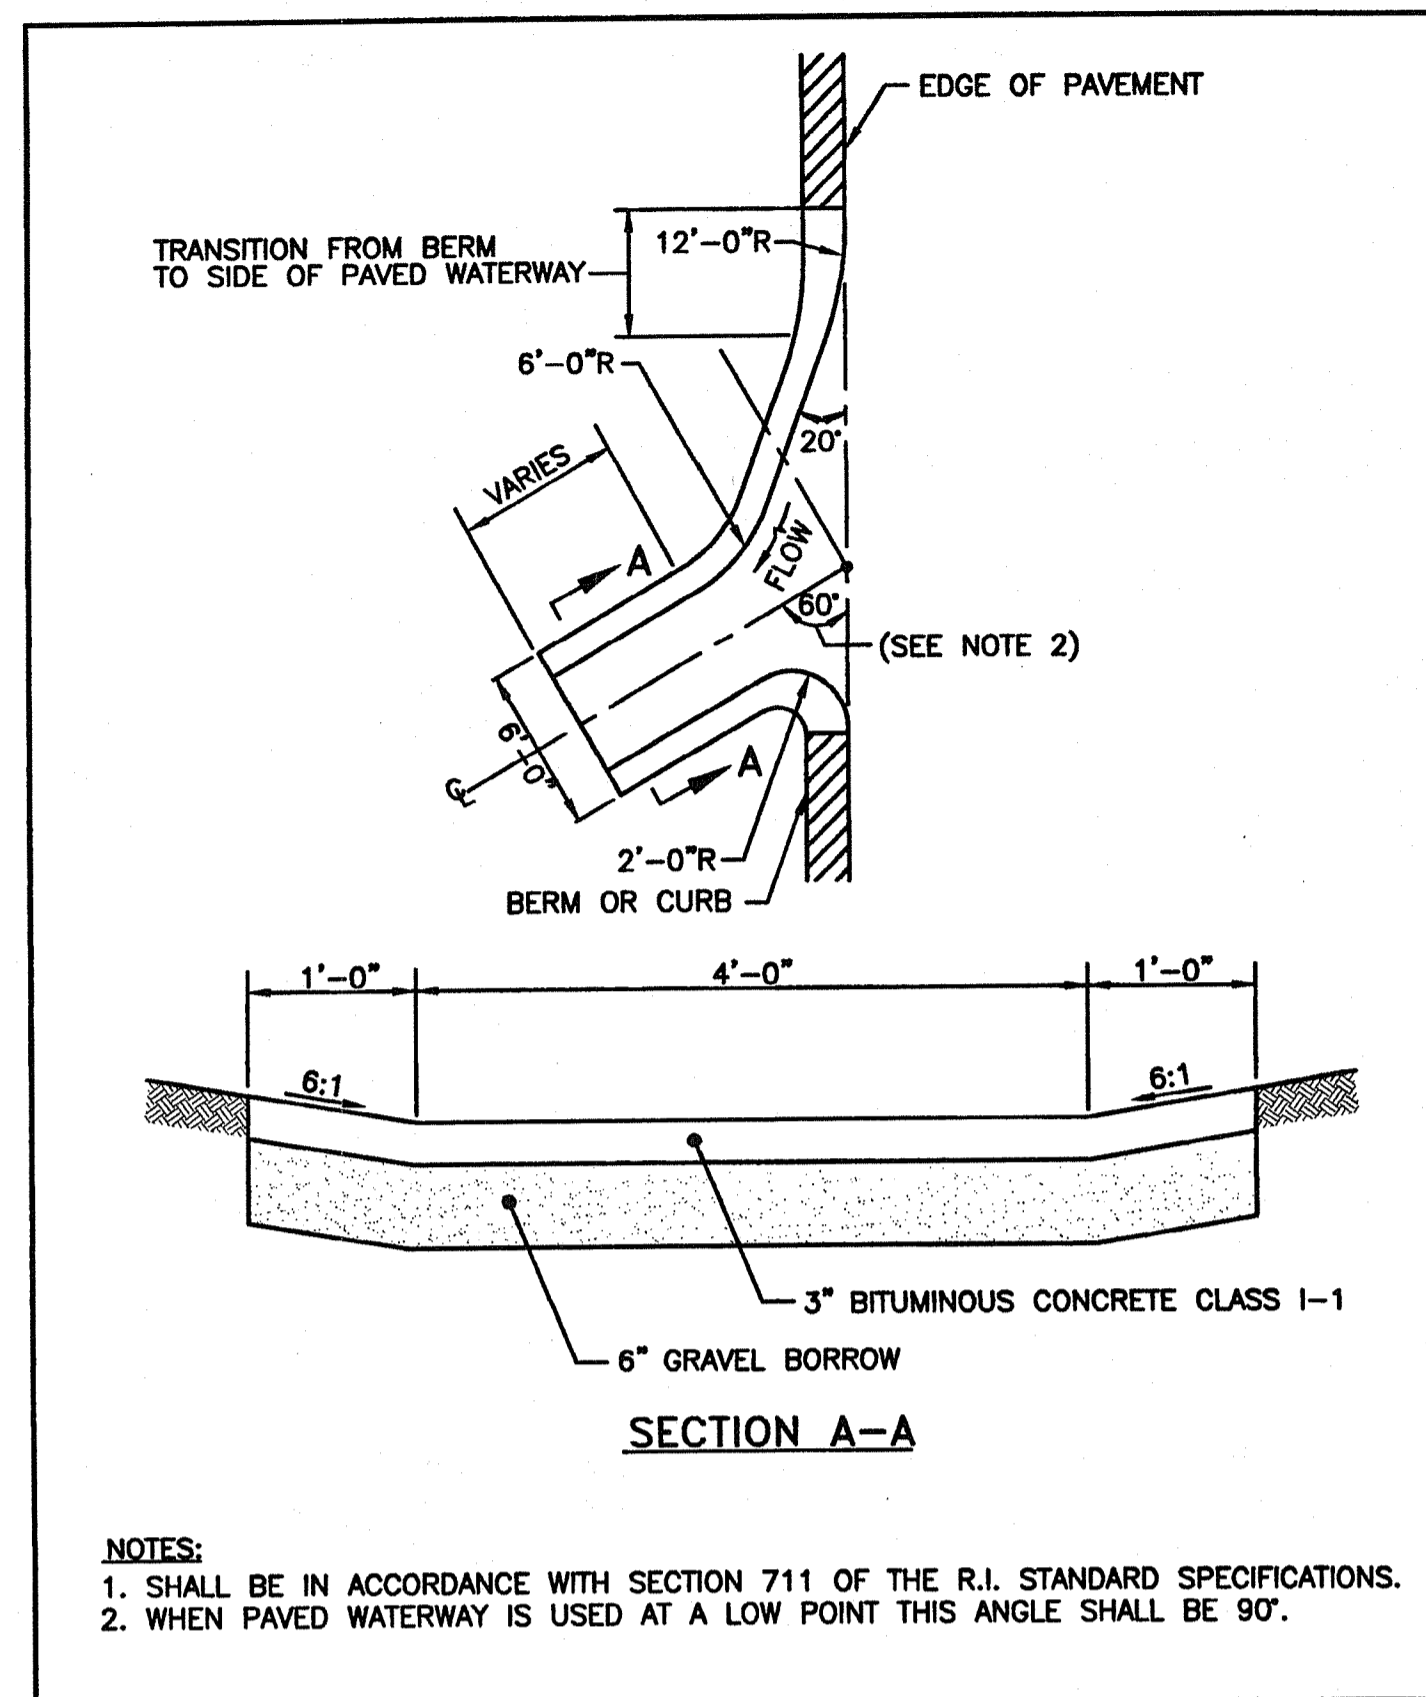 EDGE OF PAVEMENT
TRANSITION FROM BERM
TO SIDE OF PAVED WATERWAY
12'-0"R
6'-0"R
20°
VARIES
A
FLOW
60°
(SEE NOTE 2)
6'-0"
A
℄
2'-0"R
BERM OR CURB
1'-0"
4'-0"
1'-0"
6:1
6:1
3" BITUMINOUS CONCRETE CLASS I-1
6" GRAVEL BORROW
SECTION A-A
NOTES:
1. SHALL BE IN ACCORDANCE WITH SECTION 711 OF THE R.I. STANDARD SPECIFICATIONS.
2. WHEN PAVED WATERWAY IS USED AT A LOW POINT THIS ANGLE SHALL BE 90°.